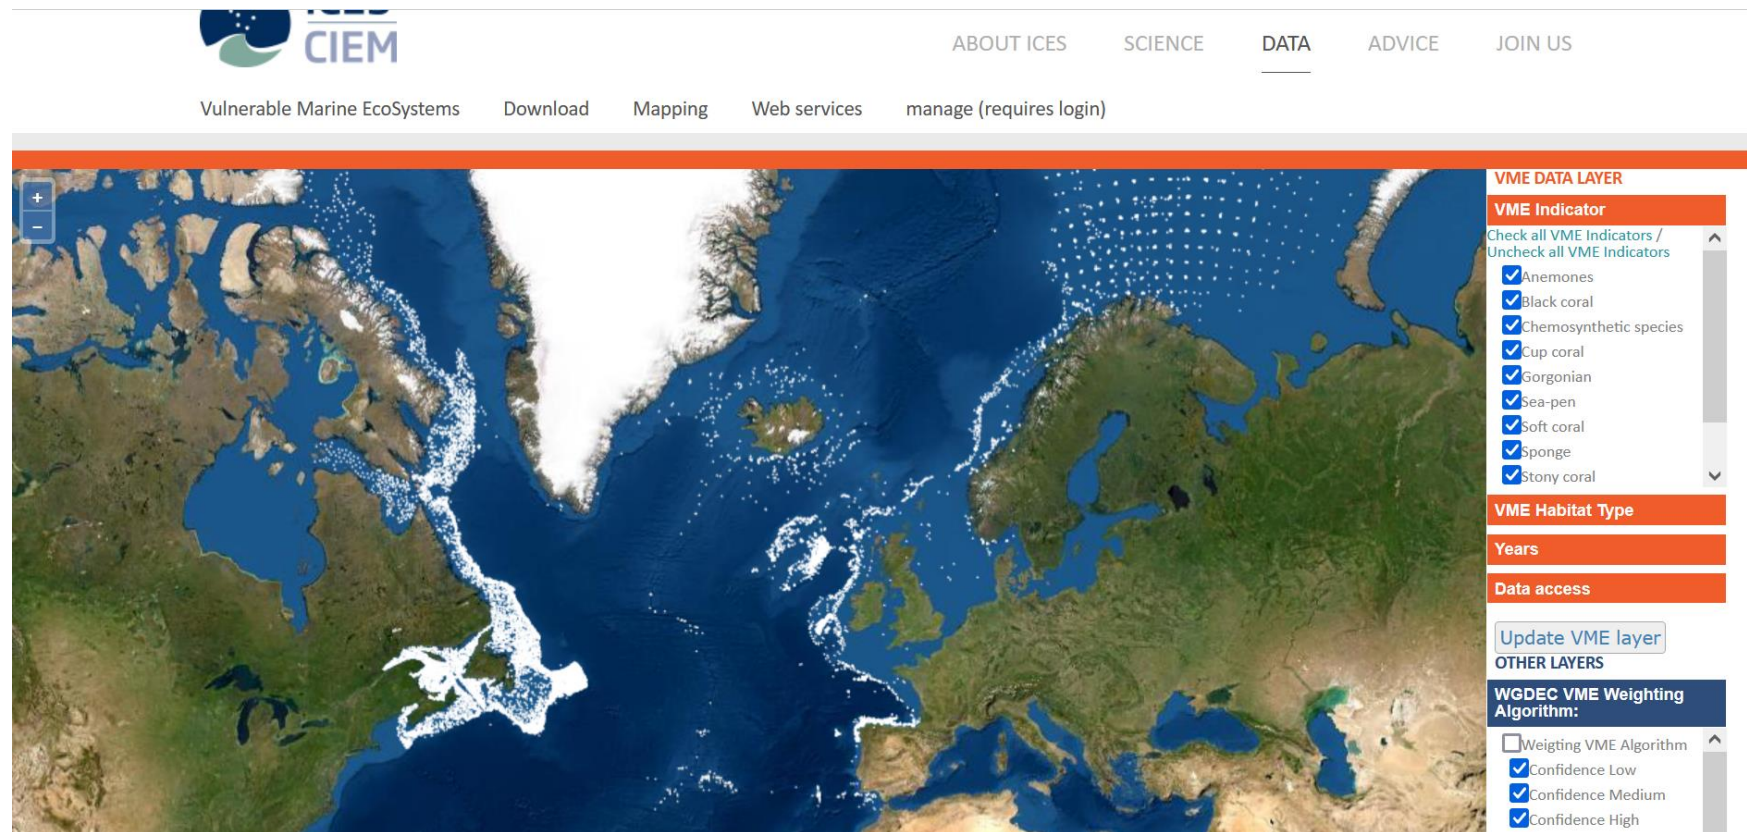 ICES
CIEM
ABOUT ICES SCIENCE DATA ADVICE JOIN US
Vulnerable Marine EcoSystems Download Mapping Web services manage (requires login)
+
−
VME DATA LAYER
VME Indicator
Check all VME Indicators /
Uncheck all VME Indicators
Anemones
Black coral
Chemosynthetic species
Cup coral
Gorgonian
Sea-pen
Soft coral
Sponge
Stony coral
VME Habitat Type
Years
Data access
Update VME layer
OTHER LAYERS
WGDEC VME Weighting
Algorithm:
Weigting VME Algorithm
Confidence Low
Confidence Medium
Confidence High